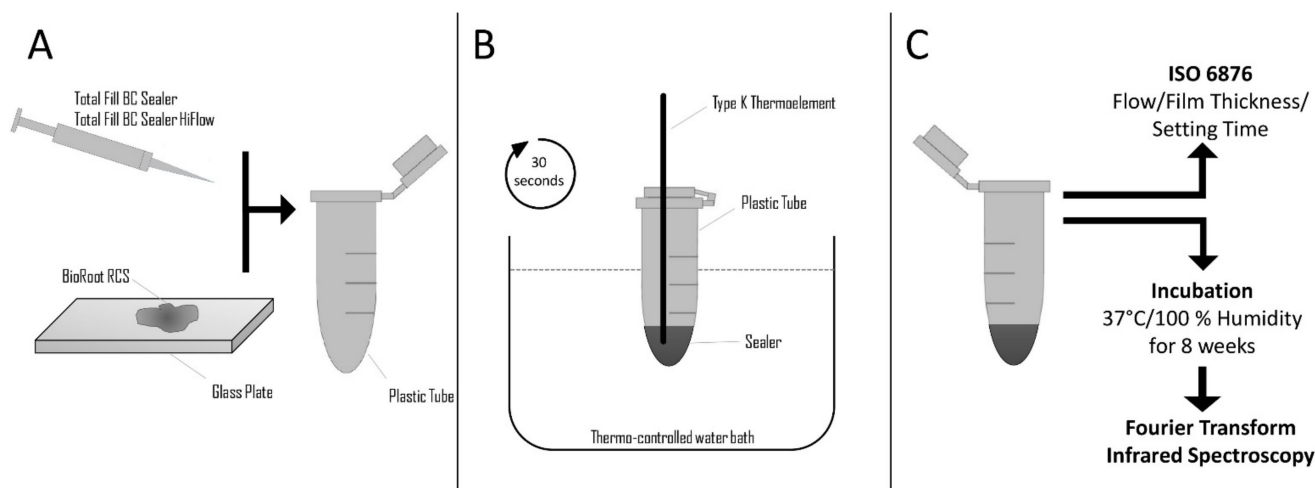 A
Total Fill BC Sealer
Total Fill BC Sealer HiFlow
BioRoot RCS
Glass Plate
Plastic Tube
B
Type K Thermoelement
30
seconds
Plastic Tube
Sealer
Thermo-controlled water bath
C
ISO 6876
Flow/Film Thickness/
Setting Time
Incubation
37°C/100 % Humidity
for 8 weeks
Fourier Transform
Infrared Spectroscopy